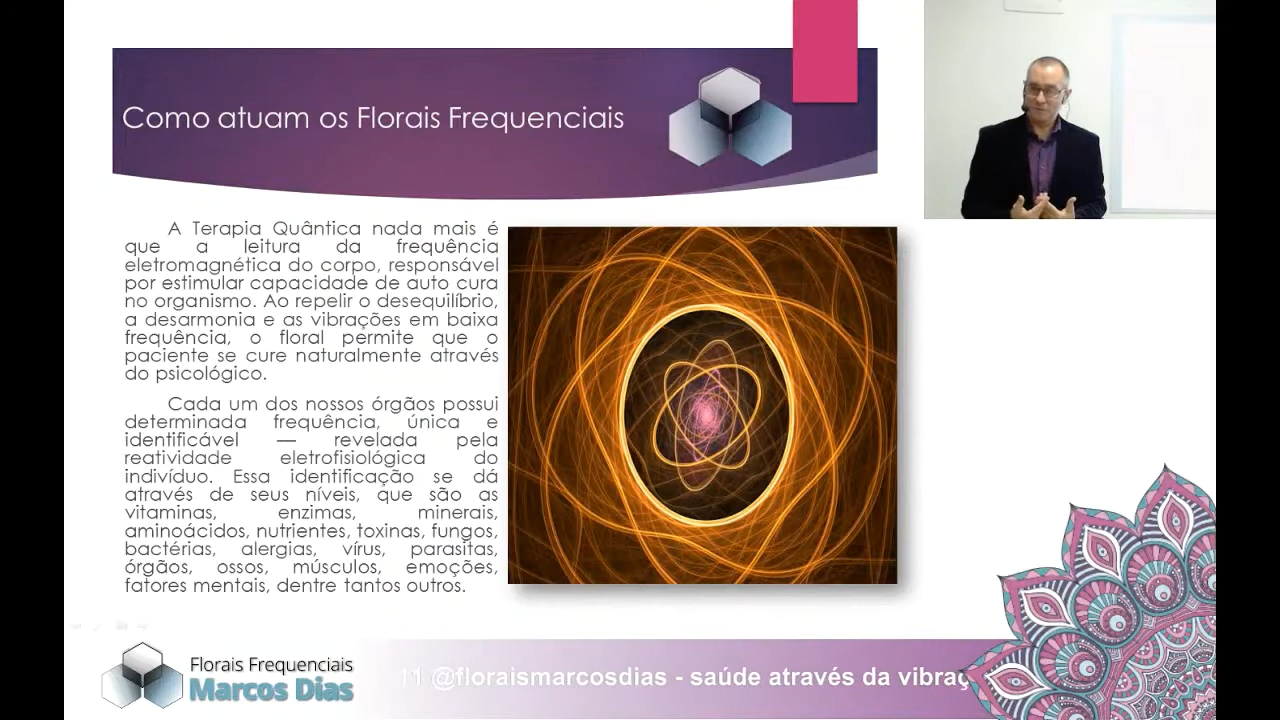 Como atuam os Florais Frequenciais
A Terapia Quântica nada mais é
que a leitura da frequência
eletromagnética do corpo, responsável
por estimular capacidade de auto cura
no organismo. Ao repelir o desequilíbrio,
a desarmonia e as vibrações em baixa
frequência, o floral permite que o
paciente se cure naturalmente através
do psicológico.
Cada um dos nossos órgãos possui
determinada frequência, única e
identificável — revelada pela
reatividade eletrofisiológica do
indivíduo. Essa identificação se dá
através de seus níveis, que são as
vitaminas, enzimas, minerais,
aminoácidos, nutrientes, toxinas, fungos,
bactérias, alergias, vírus, parasitas,
órgãos, ossos, músculos, emoções,
fatores mentais, dentre tantos outros.
Florais Frequenciais
Marcos Dias
11 @floraismarcosdias - saúde através da vibraç